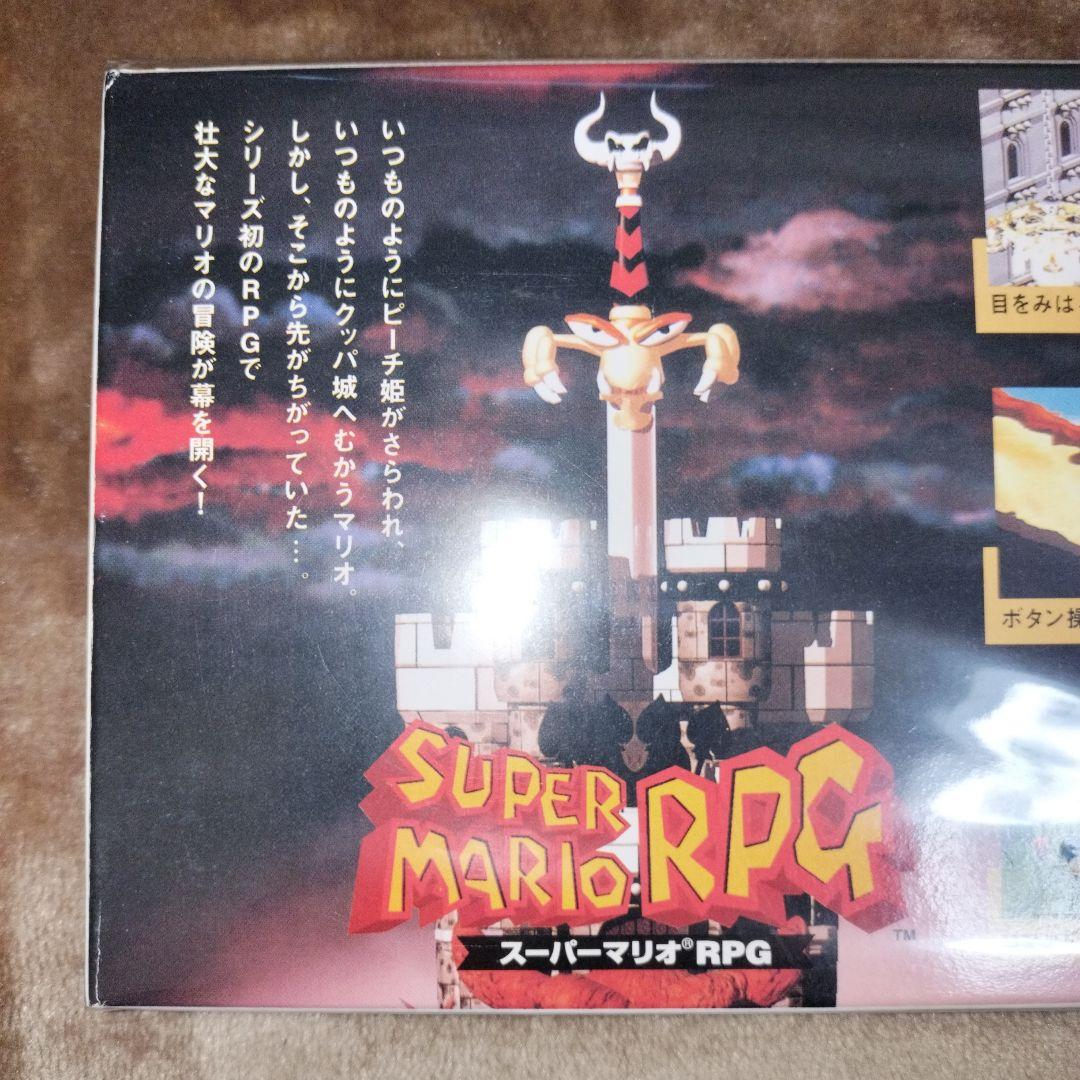 いつものようにピーチ姫がさらわれ、
いつものようにクッパ城へむかうマリオ。
しかし、そこから先がちがっていた…。
シリーズ初のRPGで
壮大なマリオの冒険が幕を開く！
目をみは
ボタン操
SUPER
MARIO RPG
TM
スーパーマリオ®RPG